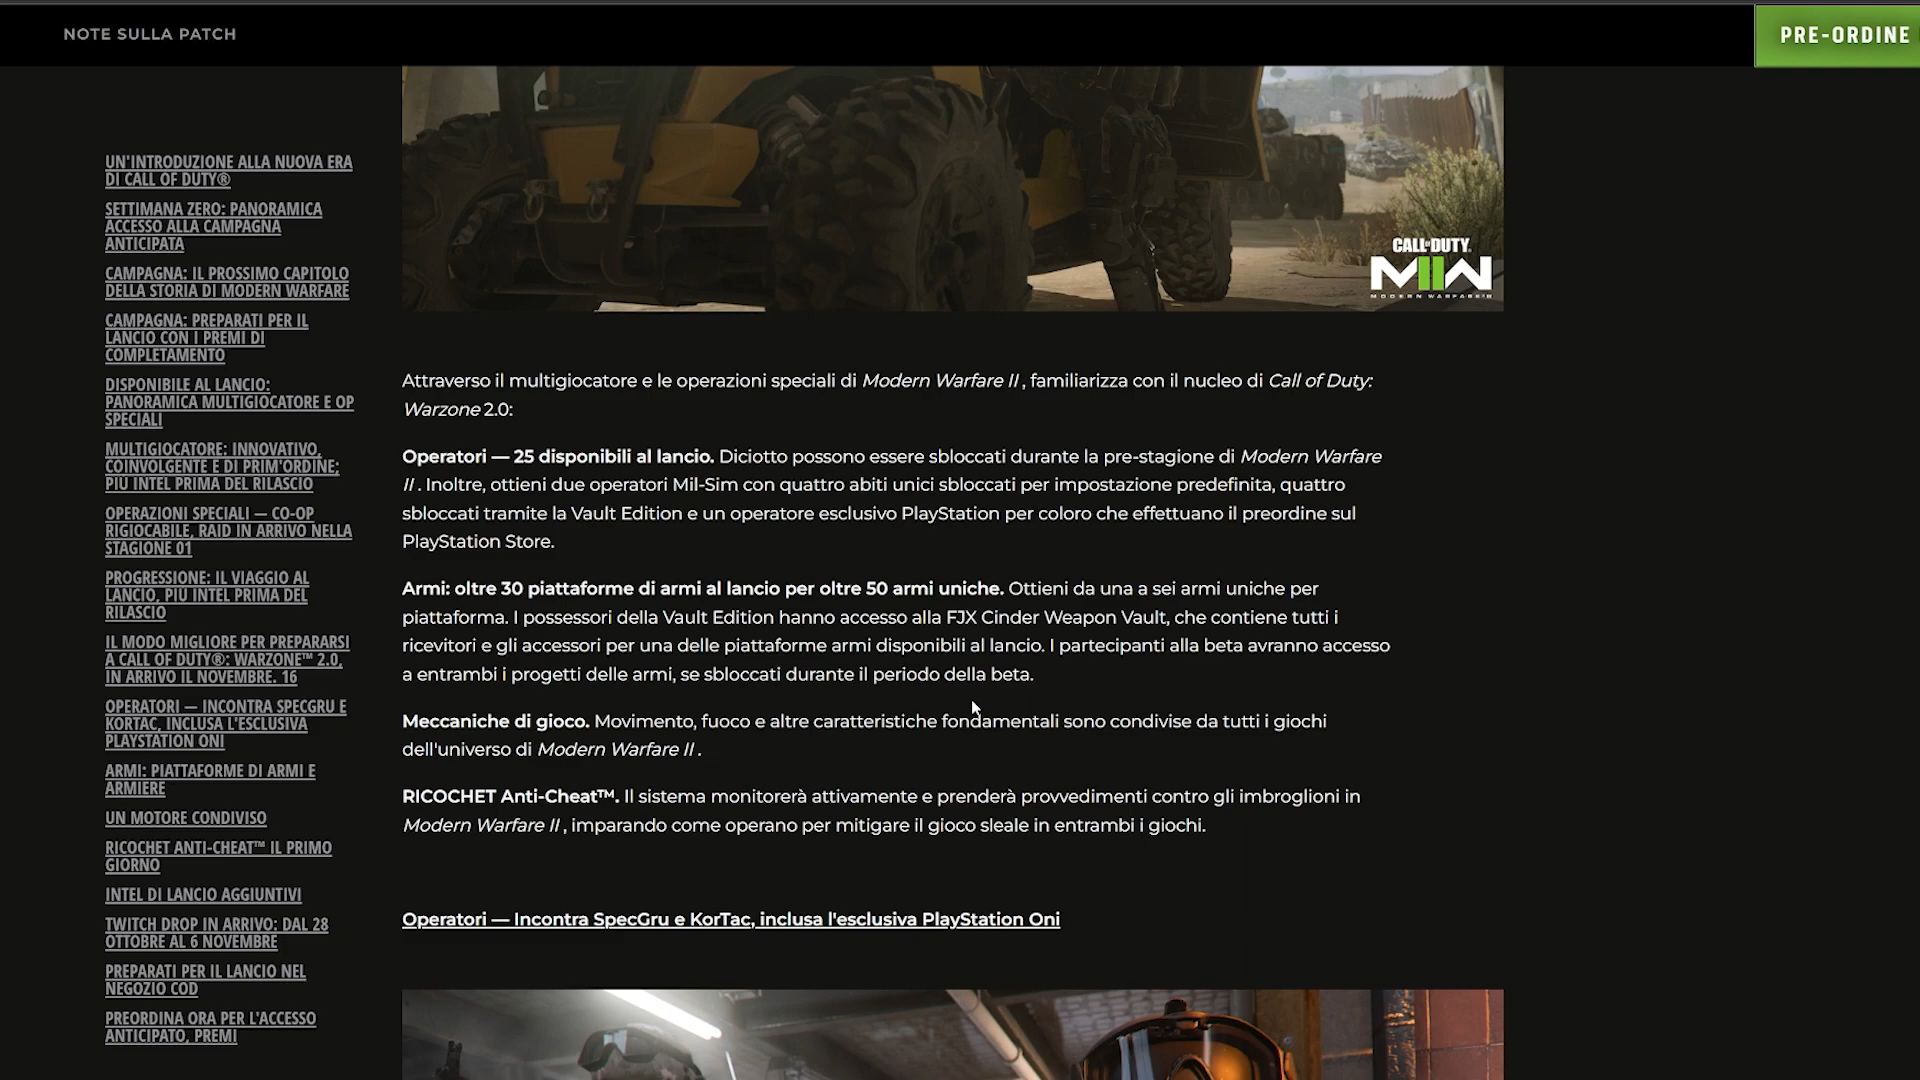 NOTE SULLA PATCH
PRE-ORDINE
UN'INTRODUZIONE ALLA NUOVA ERA
DI CALL OF DUTY®
SETTIMANA ZERO: PANORAMICA
ACCESSO ALLA CAMPAGNA
ANTICIPATA
CAMPAGNA: IL PROSSIMO CAPITOLO
DELLA STORIA DI MODERN WARFARE
CAMPAGNA: PREPARATI PER IL
LANCIO CON I PREMI DI
COMPLETAMENTO
DISPONIBILE AL LANCIO:
PANORAMICA MULTIGIOCATORE E OP
SPECIALI
MULTIGIOCATORE: INNOVATIVO,
COINVOLGENTE E DI PRIM'ORDINE;
PIÙ INTEL PRIMA DEL RILASCIO
OPERAZIONI SPECIALI — CO-OP
RIGIOCABILE, RAID IN ARRIVO NELLA
STAGIONE 01
PROGRESSIONE: IL VIAGGIO AL
LANCIO, PIÙ INTEL PRIMA DEL
RILASCIO
IL MODO MIGLIORE PER PREPARARSI
A CALL OF DUTY®: WARZONE™ 2.0,
IN ARRIVO IL NOVEMBRE. 16
OPERATORI — INCONTRA SPECGRU E
KORTAC, INCLUSA L'ESCLUSIVA
PLAYSTATION ONI
ARMI: PIATTAFORME DI ARMI E
ARMIERE
UN MOTORE CONDIVISO
RICOCHET ANTI-CHEAT™ IL PRIMO
GIORNO
INTEL DI LANCIO AGGIUNTIVI
TWITCH DROP IN ARRIVO: DAL 28
OTTOBRE AL 6 NOVEMBRE
PREPARATI PER IL LANCIO NEL
NEGOZIO COD
PREORDINA ORA PER L'ACCESSO
ANTICIPATO, PREMI
CALL OF DUTY
MWII
MODERN WARFARE II
Attraverso il multigiocatore e le operazioni speciali di Modern Warfare II , familiarizza con il nucleo di Call of Duty:
Warzone 2.0:
Operatori — 25 disponibili al lancio. Diciotto possono essere sbloccati durante la pre-stagione di Modern Warfare
II . Inoltre, ottieni due operatori Mil-Sim con quattro abiti unici sbloccati per impostazione predefinita, quattro
sbloccati tramite la Vault Edition e un operatore esclusivo PlayStation per coloro che effettuano il preordine sul
PlayStation Store.
Armi: oltre 30 piattaforme di armi al lancio per oltre 50 armi uniche. Ottieni da una a sei armi uniche per
piattaforma. I possessori della Vault Edition hanno accesso alla FJX Cinder Weapon Vault, che contiene tutti i
ricevitori e gli accessori per una delle piattaforme armi disponibili al lancio. I partecipanti alla beta avranno accesso
a entrambi i progetti delle armi, se sbloccati durante il periodo della beta.
Meccaniche di gioco. Movimento, fuoco e altre caratteristiche fondamentali sono condivise da tutti i giochi
dell'universo di Modern Warfare II .
RICOCHET Anti-Cheat™. Il sistema monitorerà attivamente e prenderà provvedimenti contro gli imbroglioni in
Modern Warfare II , imparando come operano per mitigare il gioco sleale in entrambi i giochi.
Operatori — Incontra SpecGru e KorTac, inclusa l'esclusiva PlayStation Oni